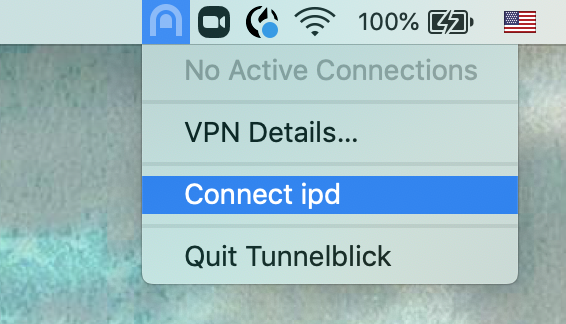 100%
No Active Connections
VPN Details...
Connect ipd
Quit Tunnelblick